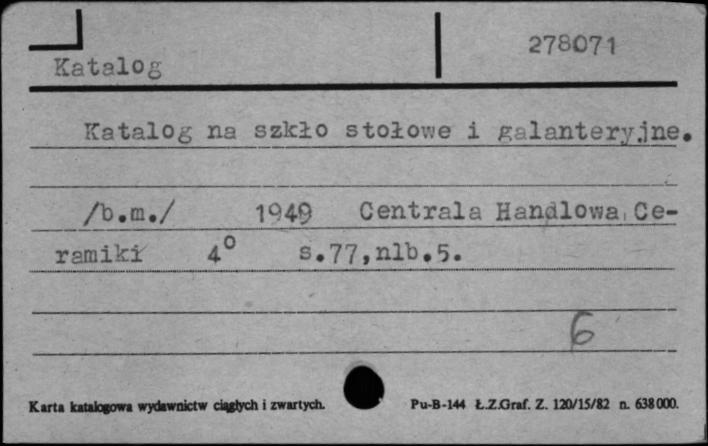 278071
Katalog
Katalog na szkło stołowe i galanteryjne.
/b.m./ 1949 Centrala Handlowa Ce-
ramiki 4° s.77,nlb.5.
6
Karta katalogowa wydawnictw ciągłych i zwartych. Pu-B-144 Ł.Z.Graf. Z. 120/15/82 n. 638 000.